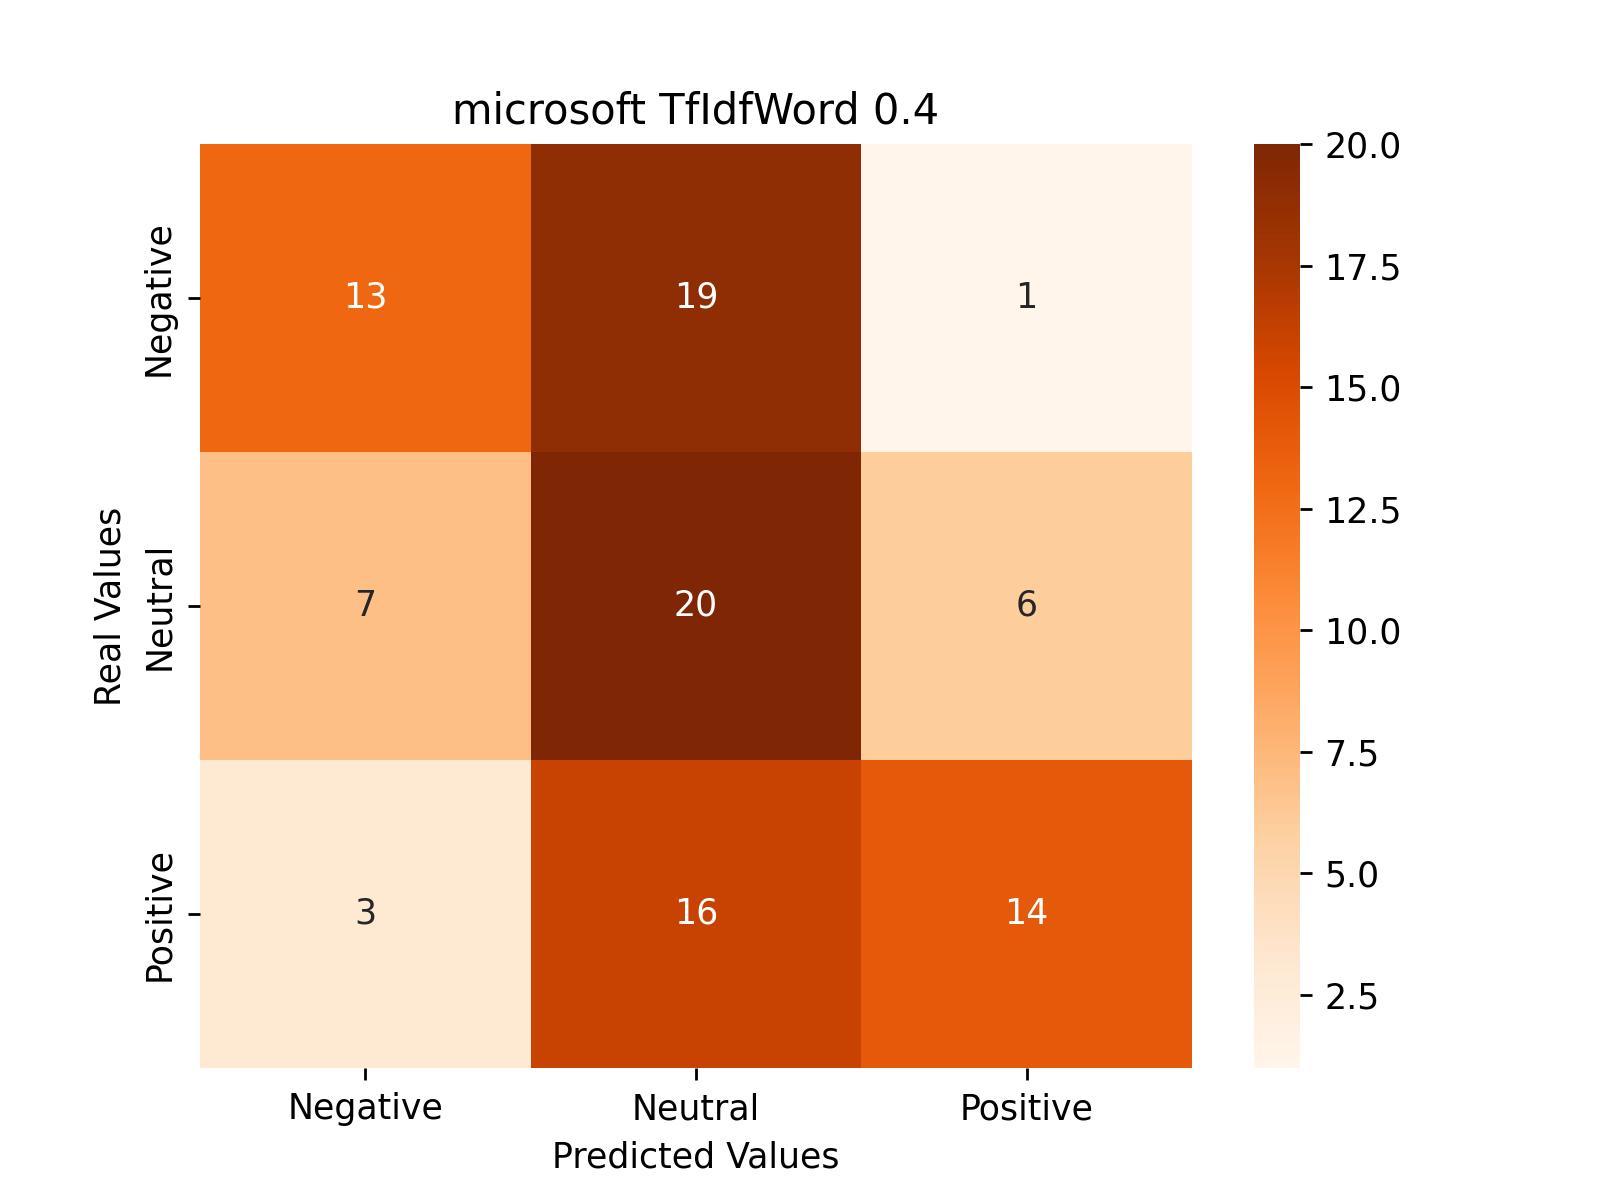 microsoft TfIdfWord 0.4
20.0
17.5
15.0
12.5
10.0
7.5
5.0
2.5
Real Values
Negative
13 19 1
Neutral
7 20 6
Positive
3 16 14
Negative Neutral Positive
Predicted Values